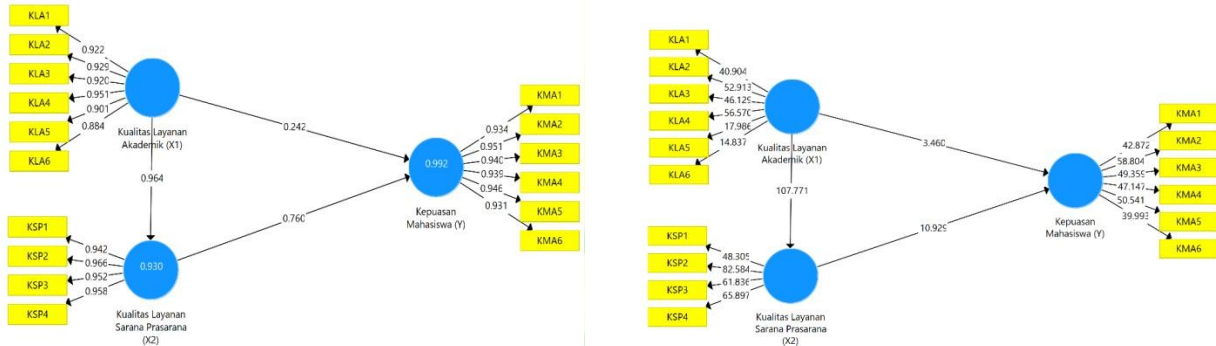 KLA1
KLA2
KLA3
KLA4
KLA5
KLA6
0.922
0.929
0.920
0.951
0.901
0.884
Kualitas Layanan
Akademik (X1)
0.964
0.242
0.760
KSP1
KSP2
KSP3
KSP4
0.942
0.966
0.952
0.958
0.930
Kualitas Layanan
Sarana Prasarana
(X2)
0.992
Kepuasan
Mahasiswa (Y)
0.934
0.951
0.940
0.939
0.946
0.931
KMA1
KMA2
KMA3
KMA4
KMA5
KMA6
KLA1
KLA2
KLA3
KLA4
KLA5
KLA6
40.904
52.913
46.129
56.570
17.986
14.837
Kualitas Layanan
Akademik (X1)
107.771
3.460
10.929
KSP1
KSP2
KSP3
KSP4
48.305
82.584
61.836
65.897
Kualitas Layanan
Sarana Prasarana
(X2)
Kepuasan
Mahasiswa (Y)
42.872
58.804
49.359
47.147
50.541
39.993
KMA1
KMA2
KMA3
KMA4
KMA5
KMA6